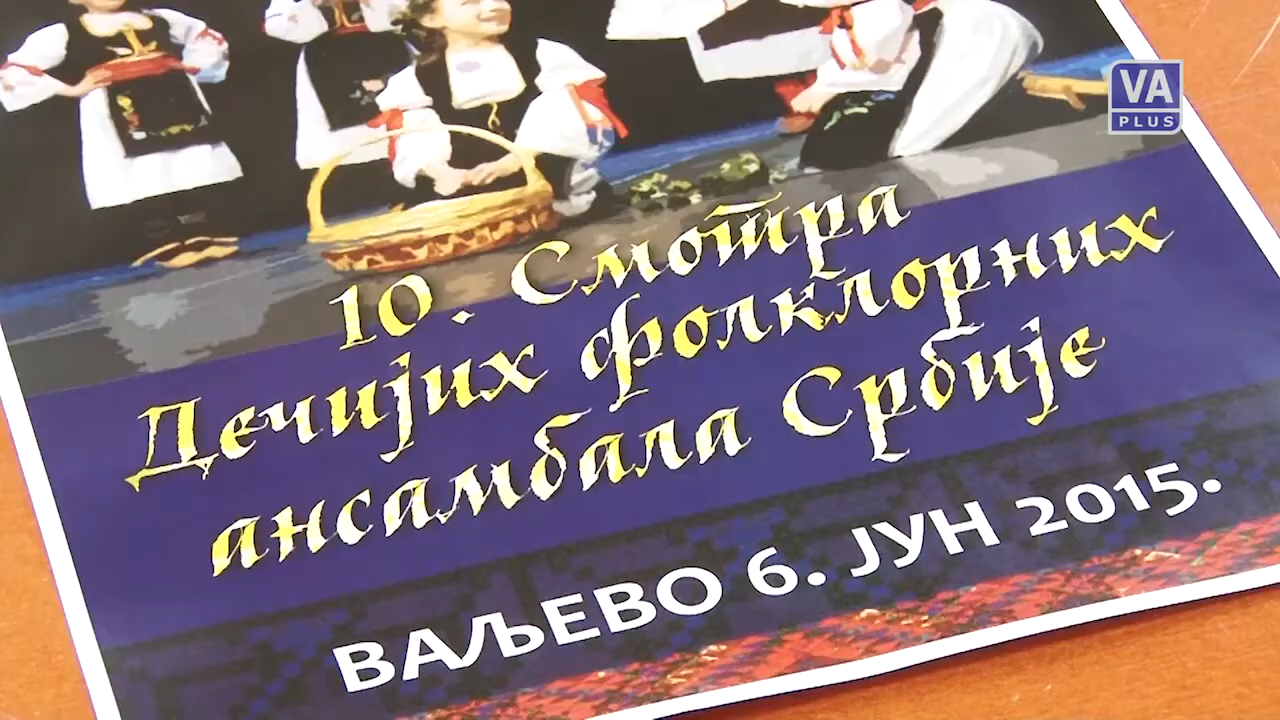 VA
PLUS
10. Смотра
Дечијих фолклорних
ансамбала Србије
ВАЉЕВО 6. ЈУН 2015.